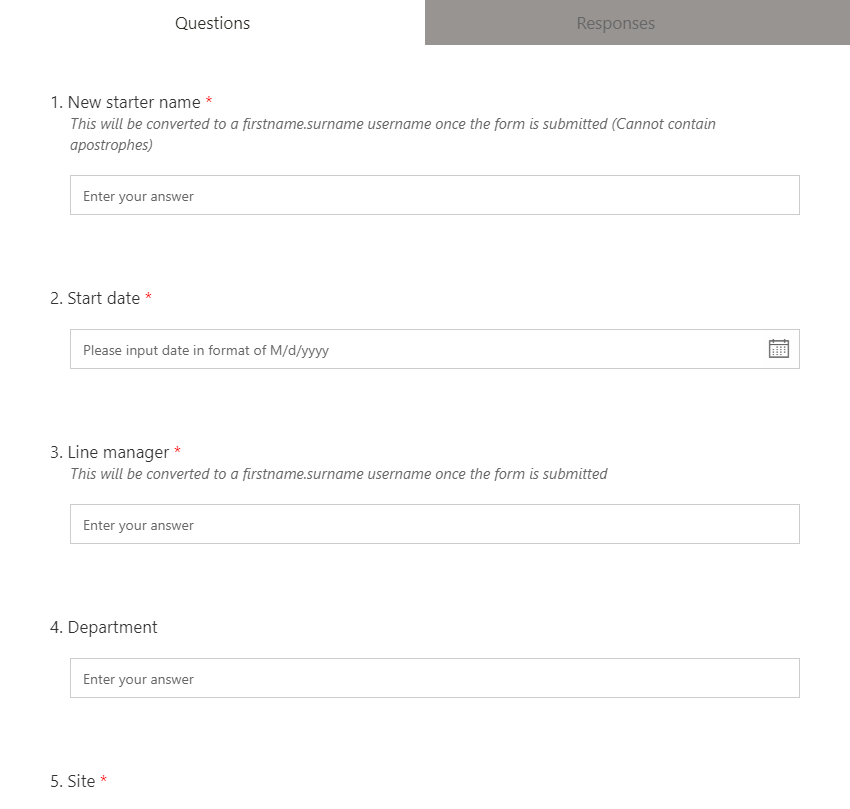 Questions
Responses
1. New starter name *
This will be converted to a firstname.surname username once the form is submitted (Cannot contain
apostrophes)
Enter your answer
2. Start date *
Please input date in format of M/d/yyyy
3. Line manager *
This will be converted to a firstname.surname username once the form is submitted
Enter your answer
4. Department
Enter your answer
5. Site *